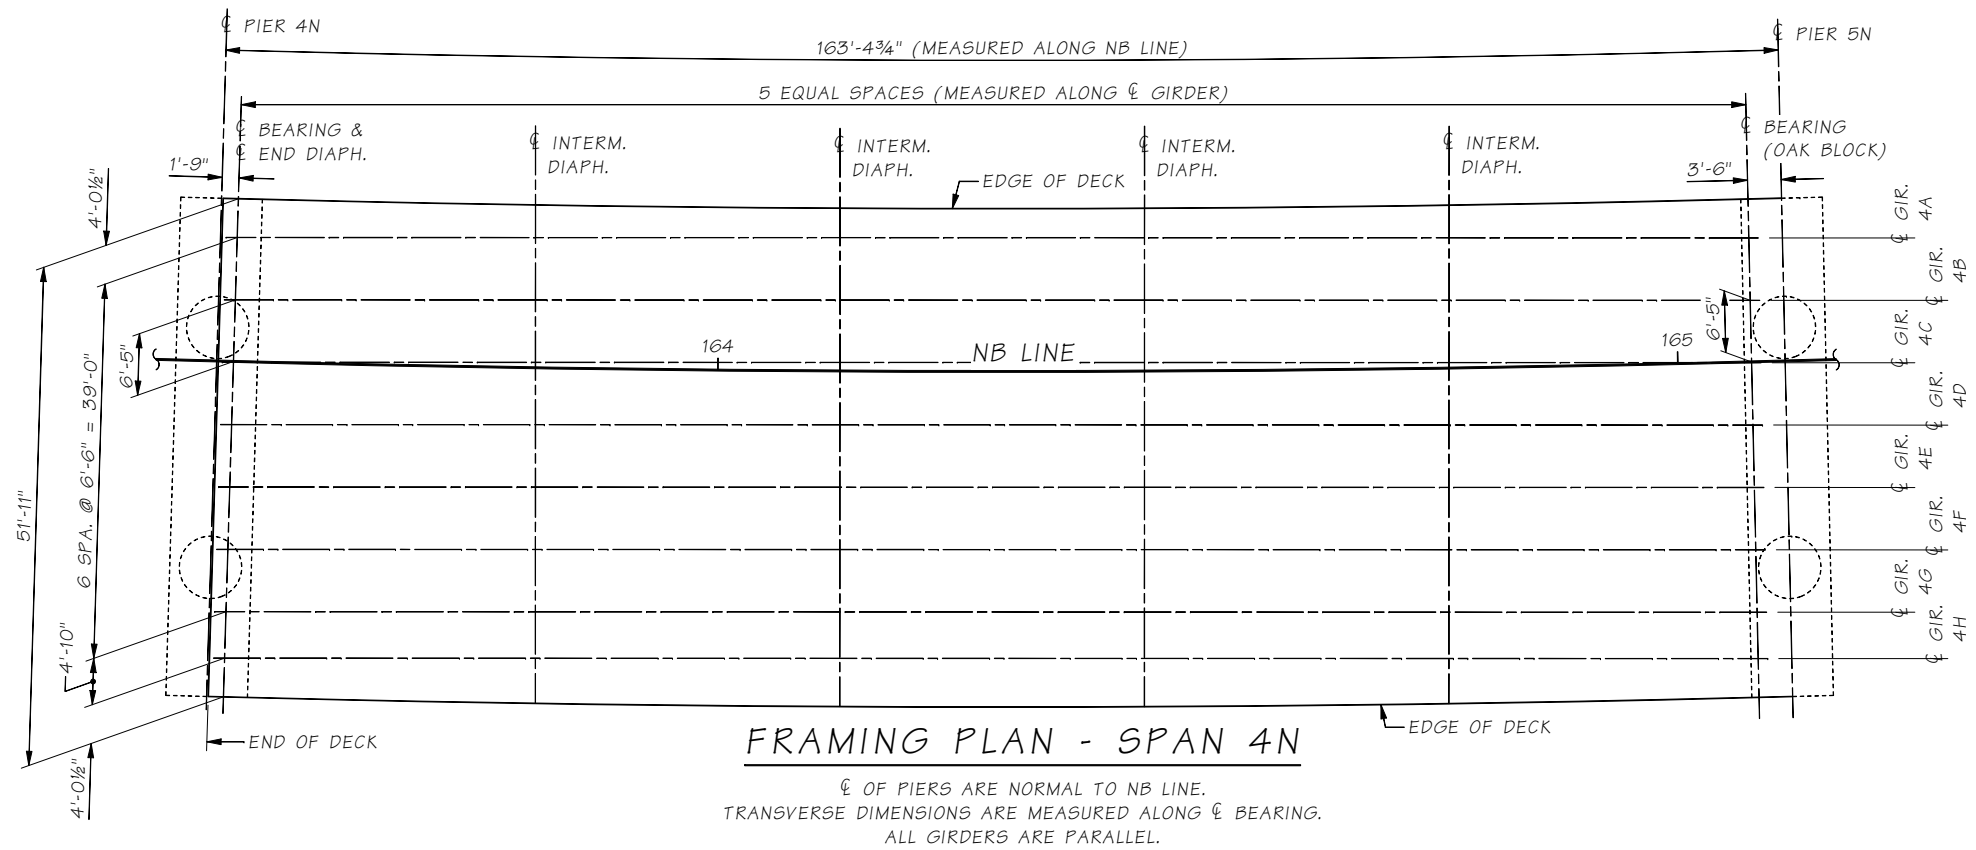 ℄ PIER 4N
163'-4¾" (MEASURED ALONG NB LINE)
℄ PIER 5N
5 EQUAL SPACES (MEASURED ALONG ℄ GIRDER)
℄ BEARING &
℄ END DIAPH.
℄ INTERM.
DIAPH.
℄ INTERM.
DIAPH.
℄ INTERM.
DIAPH.
℄ INTERM.
DIAPH.
℄ BEARING
(OAK BLOCK)
1'-9"
3'-6"
EDGE OF DECK
4'-0½"
℄ GIR.
4A
℄ GIR.
4B
℄ GIR.
4C
℄ GIR.
4D
℄ GIR.
4E
℄ GIR.
4F
℄ GIR.
4G
℄ GIR.
4H
6'-5"
164
NB LINE
165
6'-5"
6 SPA. @ 6'-6" = 39'-0"
51'-11"
4'-10"
4'-0½"
END OF DECK
EDGE OF DECK
FRAMING PLAN - SPAN 4N
℄ OF PIERS ARE NORMAL TO NB LINE.
TRANSVERSE DIMENSIONS ARE MEASURED ALONG ℄ BEARING.
ALL GIRDERS ARE PARALLEL.